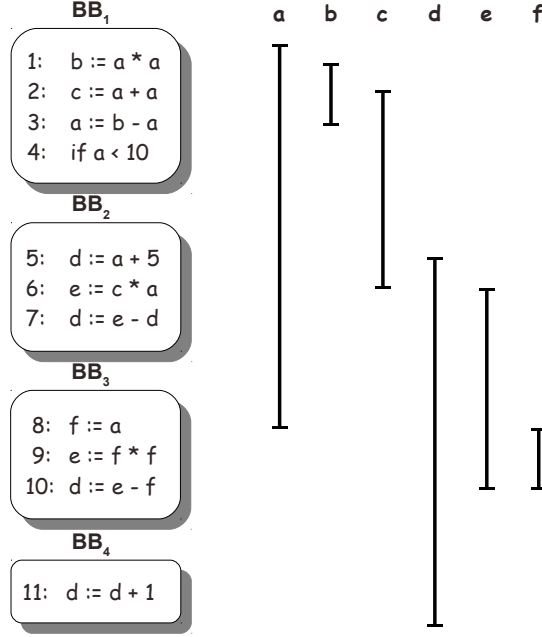 BB₁ a b c d e f
1: b := a * a
2: c := a + a
3: a := b - a
4: if a < 10
BB₂
5: d := a + 5
6: e := c * a
7: d := e - d
BB₃
8: f := a
9: e := f * f
10: d := e - f
BB₄
11: d := d + 1